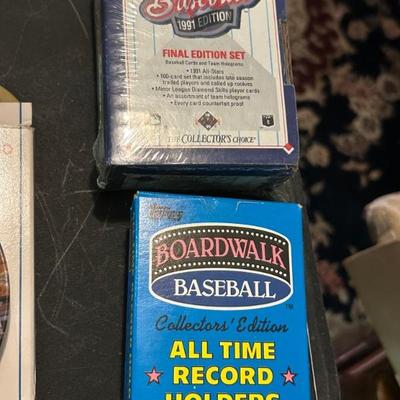 Baseball
1991 EDITION
FINAL EDITION SET
Baseball Cards and Team Holograms
• 1991 All-Stars
• 100-card set that includes late season
traded players and called up rookies
• Minor League Diamond Skills player cards
• An assortment of team holograms
• Every card counterfeit proof
THE COLLECTOR'S CHOICE
BOARDWALK
BASEBALL
TM
Collectors' Edition
ALL TIME
RECORD
HOLDERS